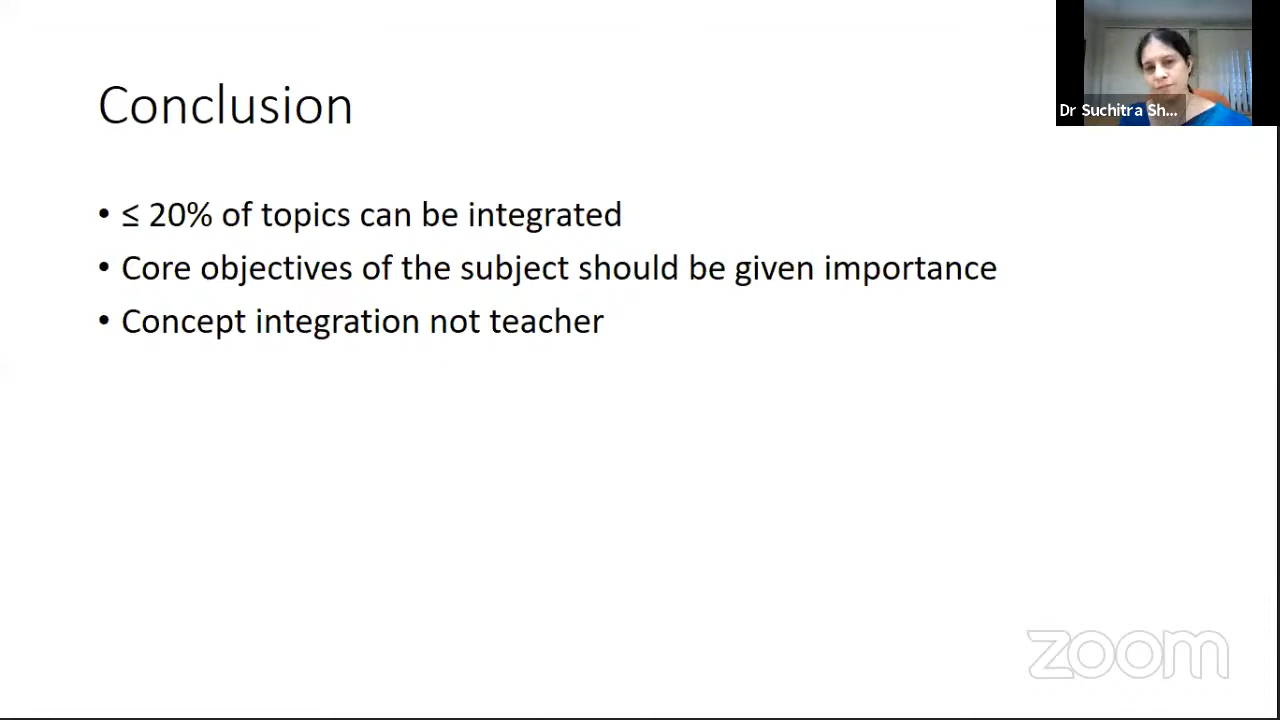 Conclusion
Dr Suchitra Sh...
• ≤ 20% of topics can be integrated
• Core objectives of the subject should be given importance
• Concept integration not teacher
zoom